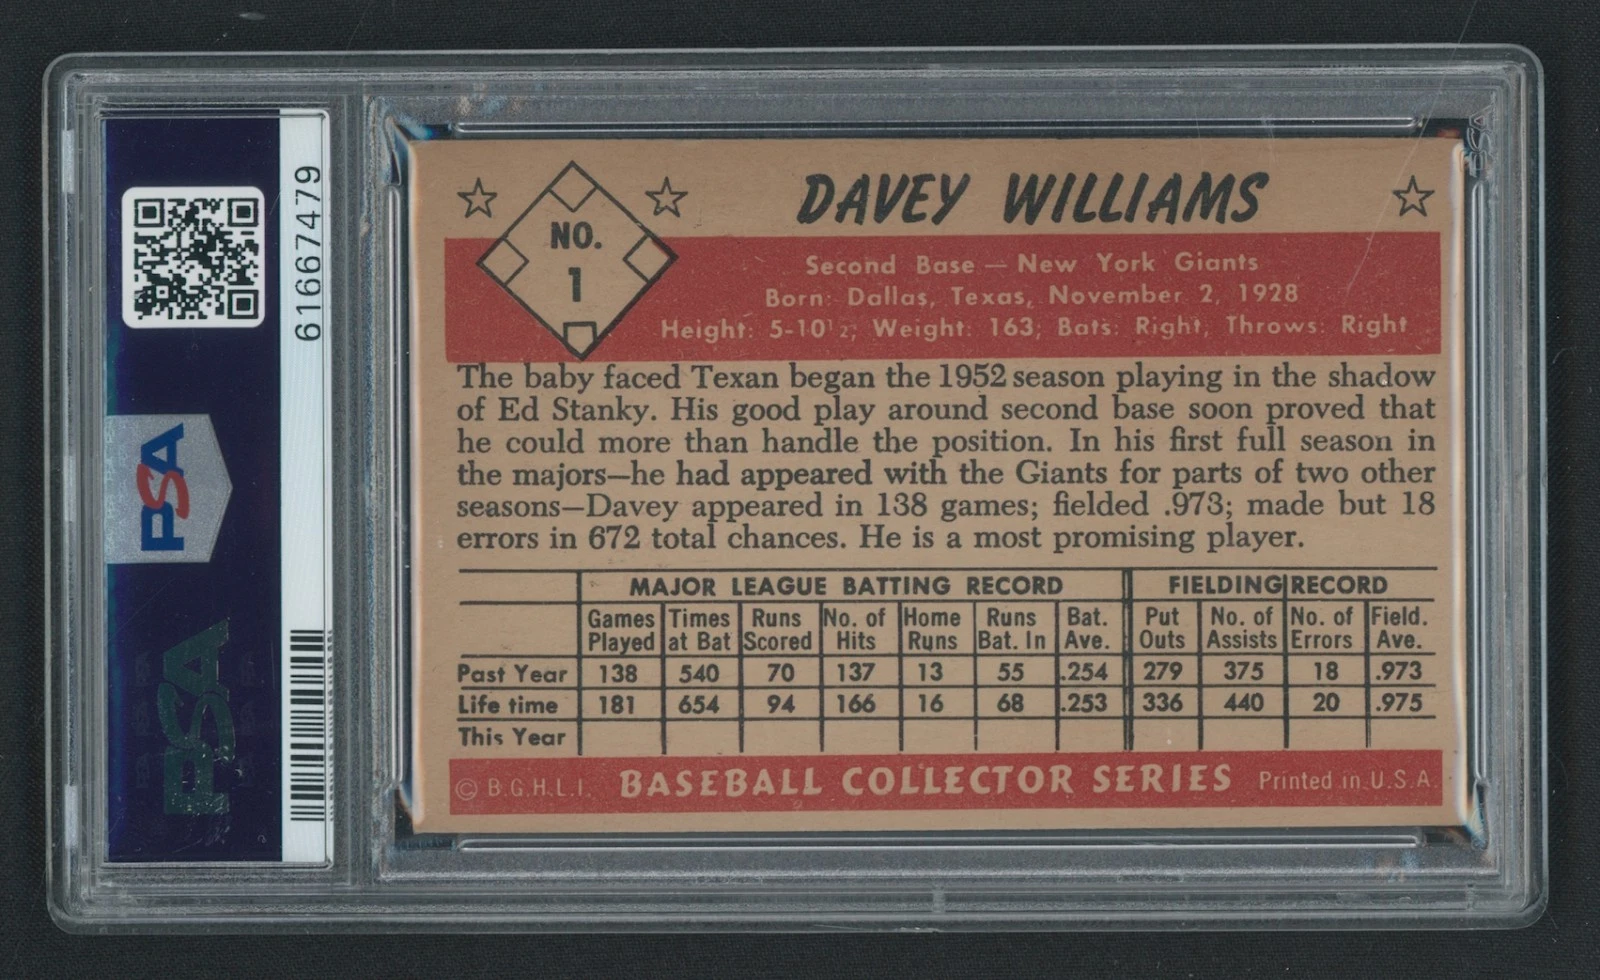 61667479
PSA
PSA
NO.
1
DAVEY WILLIAMS
Second Base — New York Giants
Born: Dallas, Texas, November 2, 1928
Height: 5-10½; Weight: 163; Bats: Right; Throws: Right
The baby faced Texan began the 1952 season playing in the shadow
of Ed Stanky. His good play around second base soon proved that
he could more than handle the position. In his first full season in
the majors—he had appeared with the Giants for parts of two other
seasons—Davey appeared in 138 games; fielded .973; made but 18
errors in 672 total chances. He is a most promising player.
MAJOR LEAGUE BATTING RECORD FIELDING RECORD
Games Played Times at Bat Runs Scored No. of Hits Home Runs Runs Bat. In Bat. Ave. Put Outs No. of Assists No. of Errors Field. Ave.
Past Year 138 540 70 137 13 55 .254 279 375 18 .973
Life time 181 654 94 166 16 68 .253 336 440 20 .975
This Year
© B.G.H.L.I. BASEBALL COLLECTOR SERIES Printed in U.S.A.